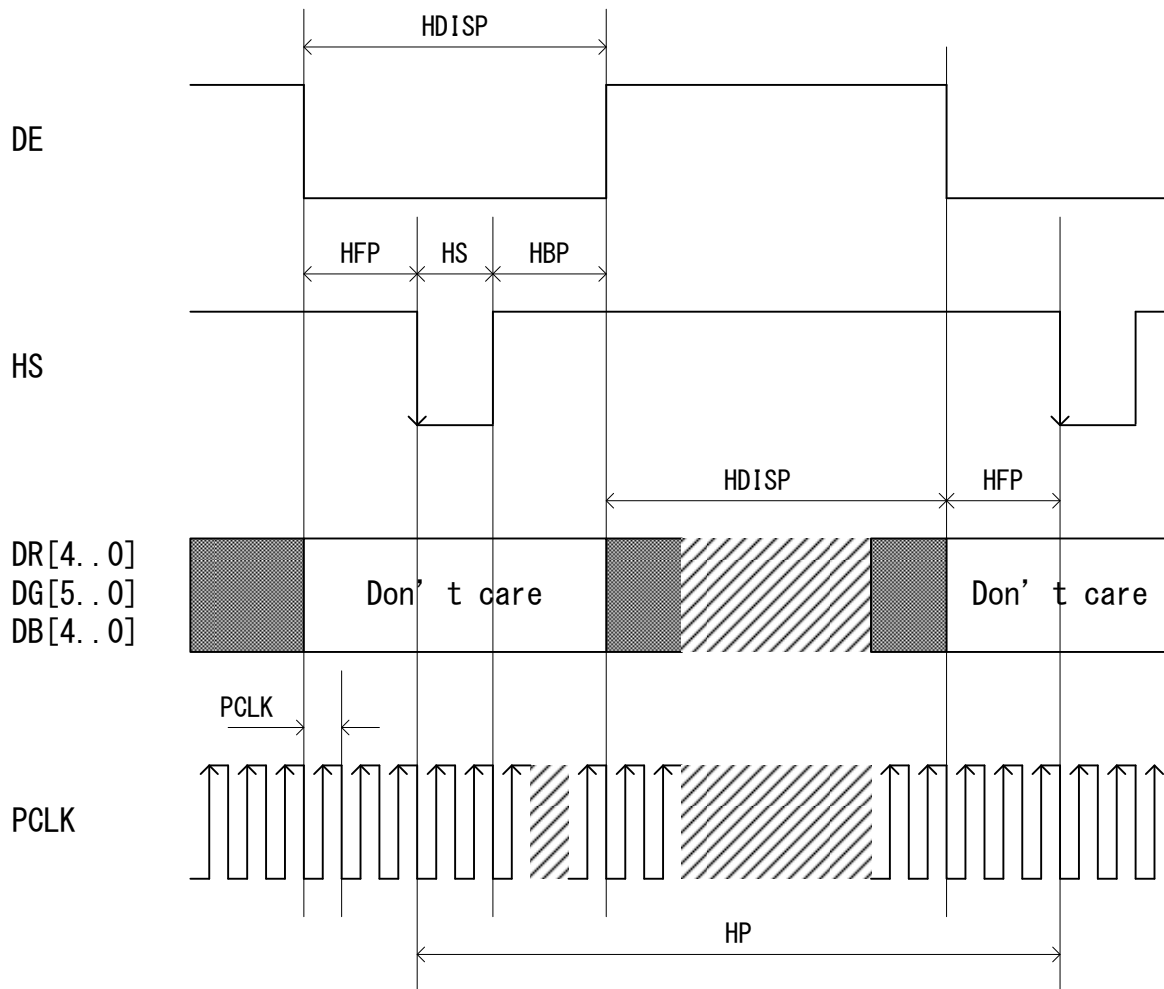 HDISP
DE
HFP HS HBP
HS
HDISP HFP
DR[4..0]
DG[5..0] Don't care Don't care
DB[4..0]
PCLK
PCLK
HP